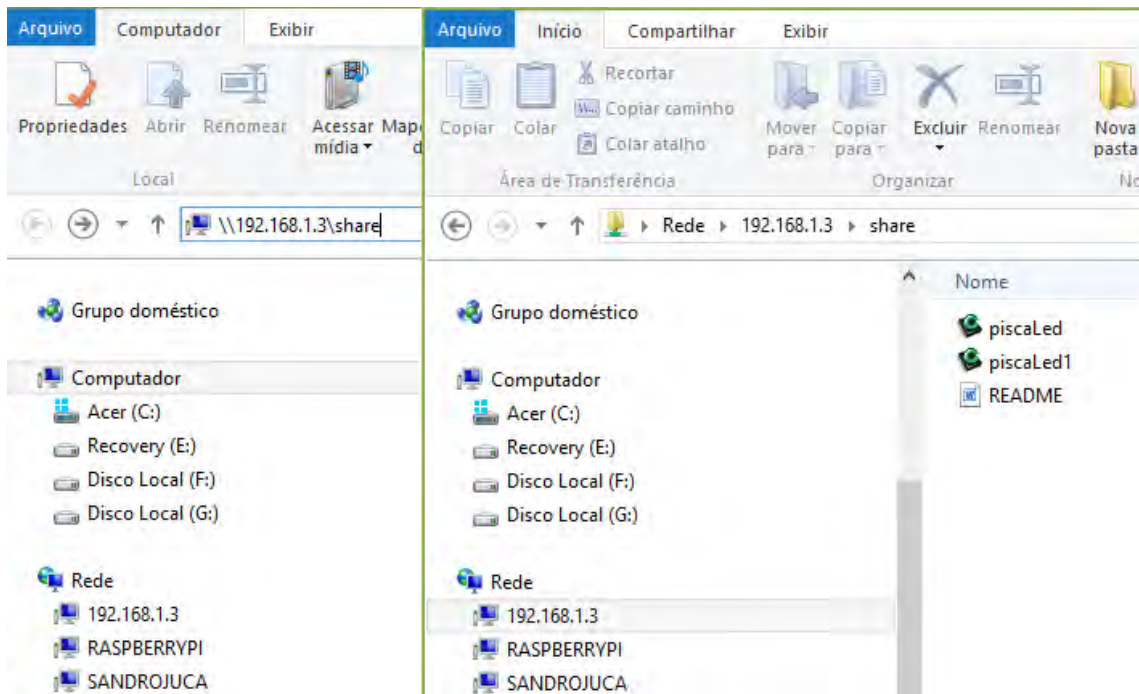 Arquivo Computador Exibir
Propriedades Abrir Renomear Acessar mídia
Local
\\192.168.1.3\share
Grupo doméstico
Computador
Acer (C:)
Recovery (E:)
Disco Local (F:)
Disco Local (G:)
Rede
192.168.1.3
RASPBERRYPI
SANDROJUCA
Arquivo Início Compartilhar Exibir
Copiar Colar
Recortar
Copiar caminho
Colar atalho
Área de Transferência
Mover para Copiar para Excluir Renomear
Organizar
Nova pasta
Rede 192.168.1.3 share
Grupo doméstico
Computador
Acer (C:)
Recovery (E:)
Disco Local (F:)
Disco Local (G:)
Rede
192.168.1.3
RASPBERRYPI
SANDROJUCA
Nome
piscaLed
piscaLed1
README